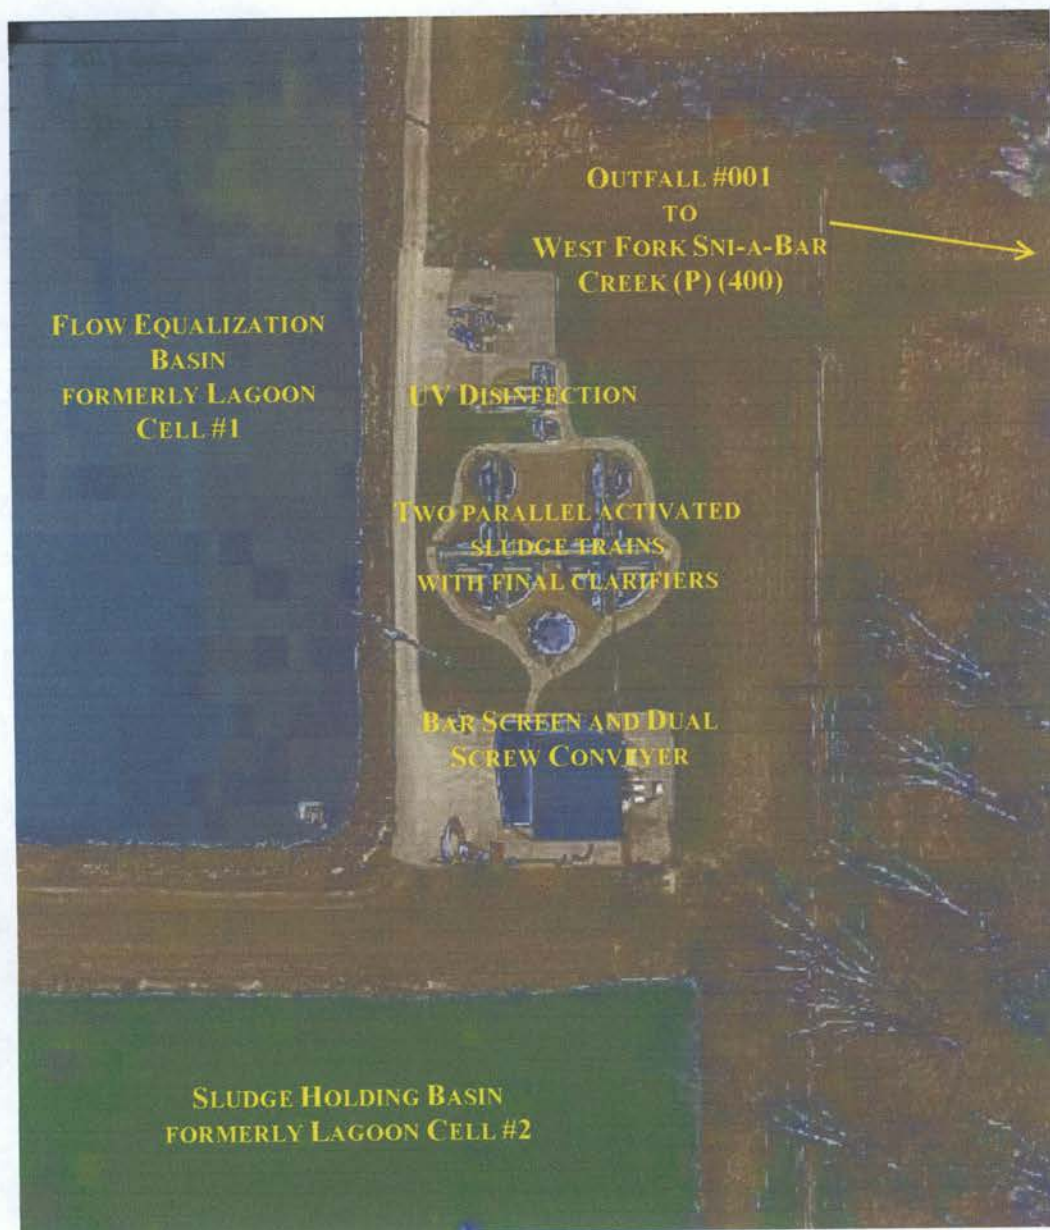 OUTFALL #001
TO
WEST FORK SNI-A-BAR
CREEK (P) (400)
FLOW EQUALIZATION
BASIN
FORMERLY LAGOON
CELL #1
UV DISINFECTION
TWO PARALLEL ACTIVATED
SLUDGE TRAINS
WITH FINAL CLARIFIERS
BAR SCREEN AND DUAL
SCREW CONVEYER
SLUDGE HOLDING BASIN
FORMERLY LAGOON CELL #2